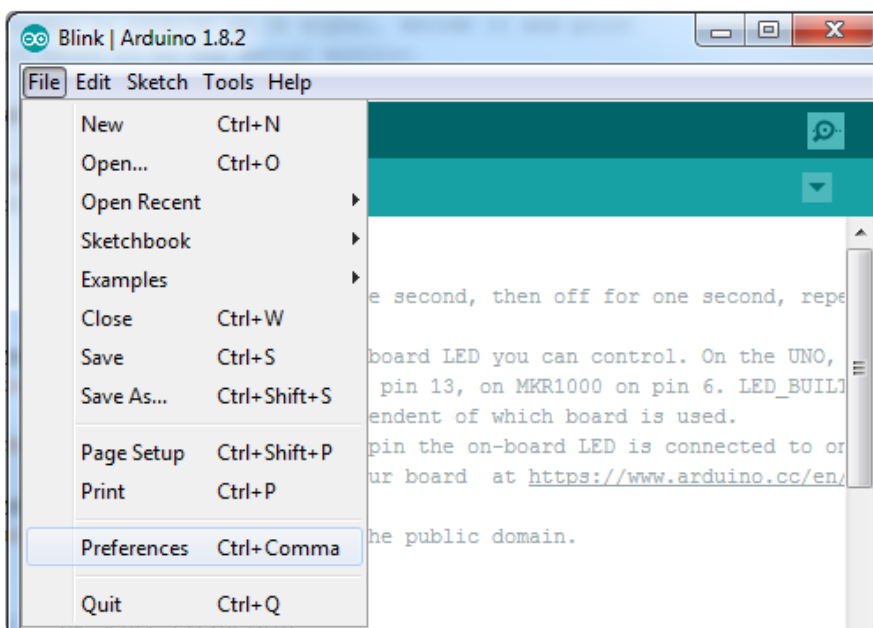 Blink | Arduino 1.8.2
File Edit Sketch Tools Help
New Ctrl+N
Open... Ctrl+O
Open Recent
Sketchbook
Examples
e second, then off for one second, repe
Close Ctrl+W
Save Ctrl+S
board LED you can control. On the UNO,
Save As... Ctrl+Shift+S
pin 13, on MKR1000 on pin 6. LED_BUILT
endent of which board is used.
Page Setup Ctrl+Shift+P
pin the on-board LED is connected to on
ur board at https://www.arduino.cc/en/
Print Ctrl+P
Preferences Ctrl+Comma
he public domain.
Quit Ctrl+Q